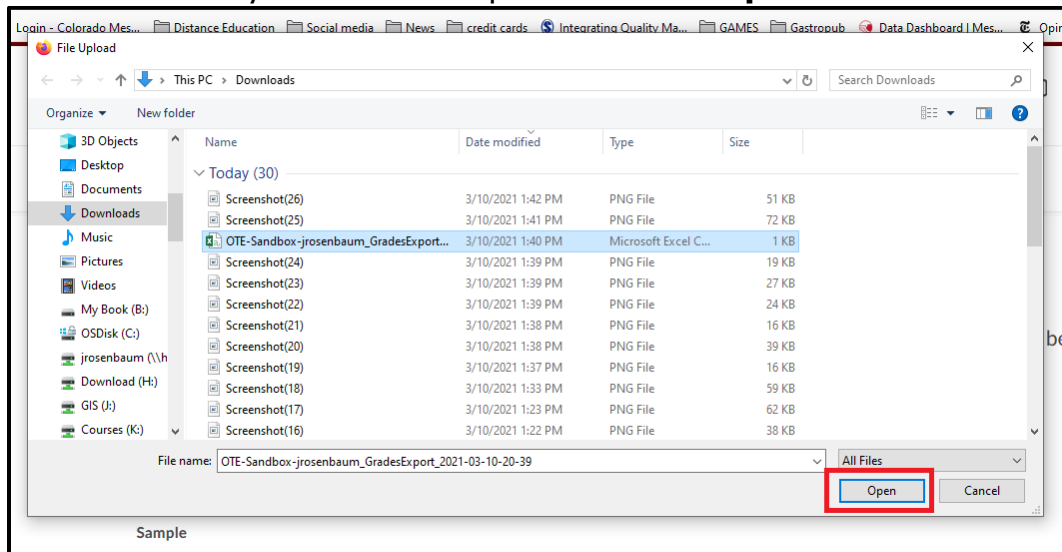 Login - Colorado Mes... Distance Education Social media News credit cards Integrating Quality Ma... GAMES Gastropub Data Dashboard | Mes... Opin
File Upload
This PC > Downloads Search Downloads
Organize New folder
Name Date modified Type Size
3D Objects
Desktop
Documents
Downloads
Music
Pictures
Videos
My Book (B:)
OSDisk (C:)
jrosenbaum (\\h
Download (H:)
GIS (J:)
Courses (K:)
Today (30)
Screenshot(26) 3/10/2021 1:42 PM PNG File 51 KB
Screenshot(25) 3/10/2021 1:41 PM PNG File 72 KB
OTE-Sandbox-jrosenbaum_GradesExport... 3/10/2021 1:40 PM Microsoft Excel C... 1 KB
Screenshot(24) 3/10/2021 1:39 PM PNG File 19 KB
Screenshot(23) 3/10/2021 1:39 PM PNG File 27 KB
Screenshot(22) 3/10/2021 1:39 PM PNG File 24 KB
Screenshot(21) 3/10/2021 1:38 PM PNG File 16 KB
Screenshot(20) 3/10/2021 1:38 PM PNG File 39 KB
Screenshot(19) 3/10/2021 1:37 PM PNG File 16 KB
Screenshot(18) 3/10/2021 1:33 PM PNG File 59 KB
Screenshot(17) 3/10/2021 1:23 PM PNG File 62 KB
Screenshot(16) 3/10/2021 1:22 PM PNG File 38 KB
be
File name: OTE-Sandbox-jrosenbaum_GradesExport_2021-03-10-20-39 All Files
Open Cancel
Sample